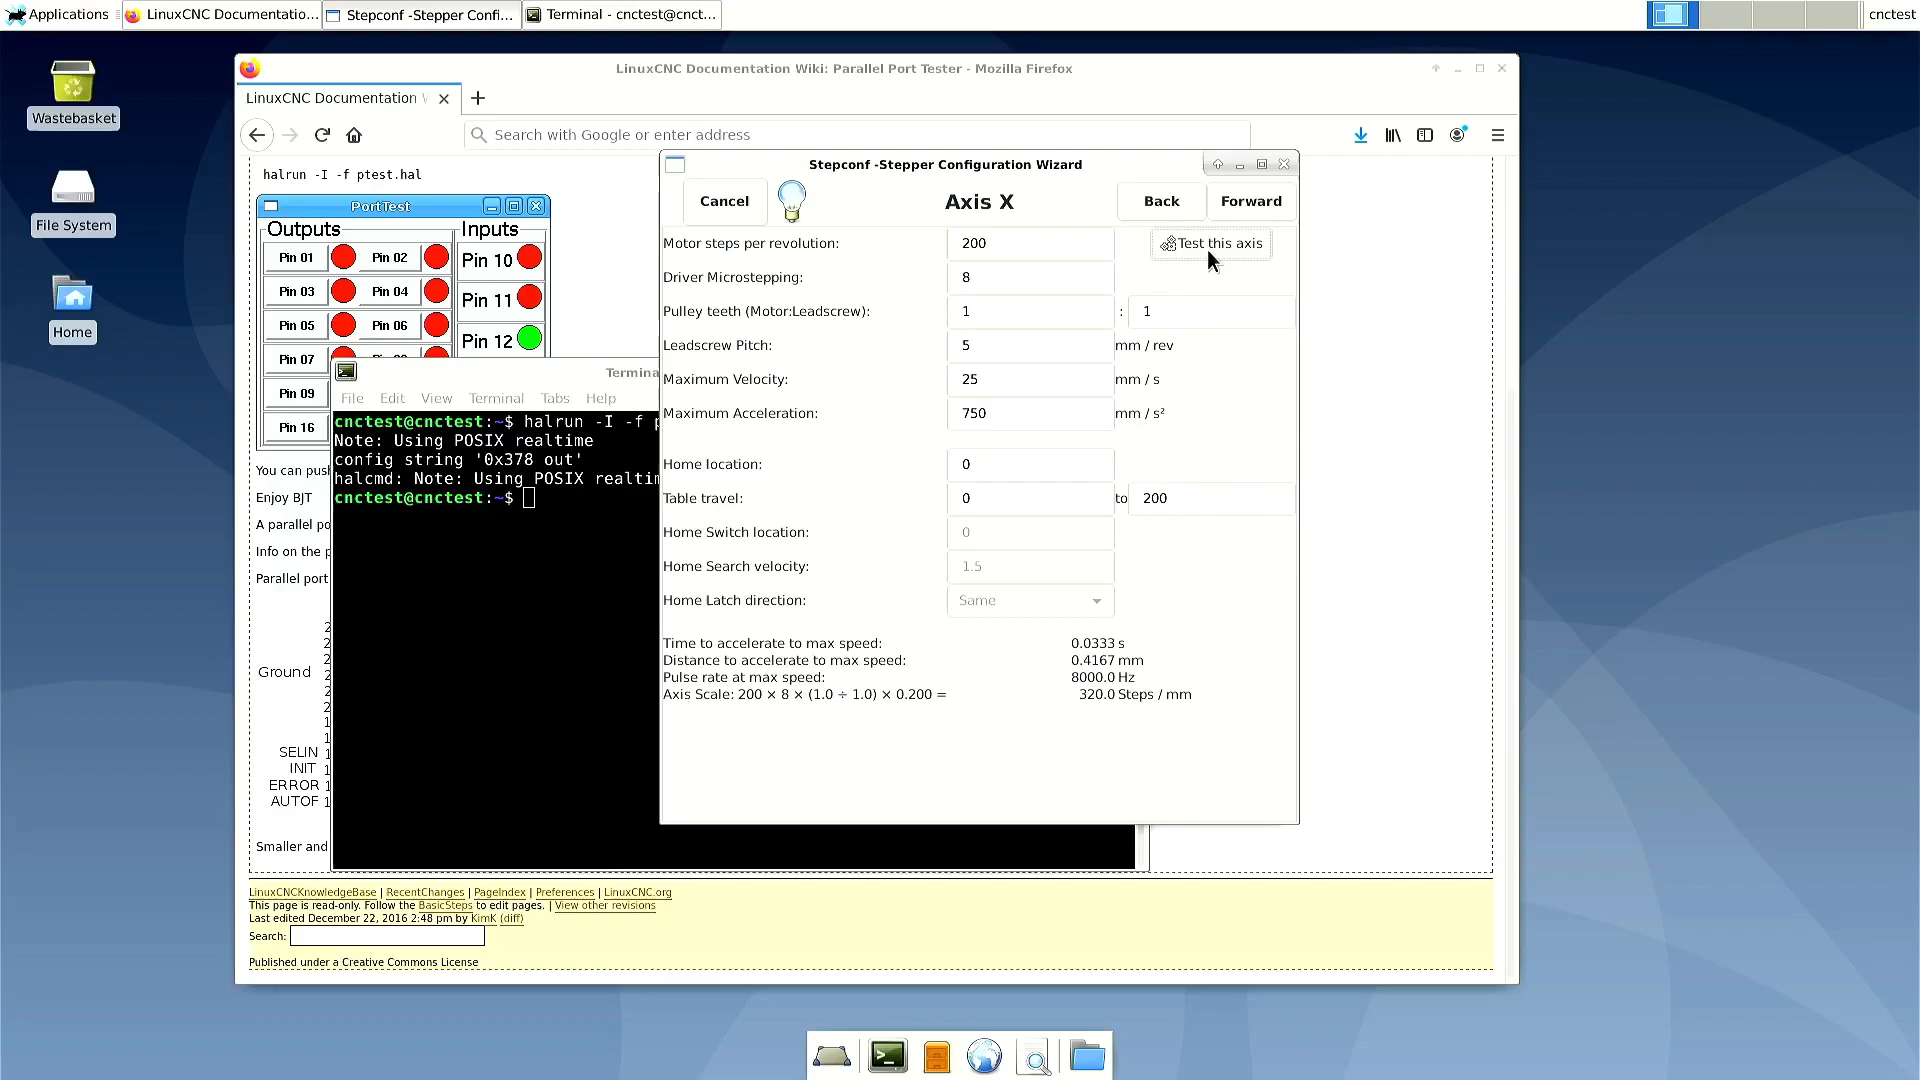 Applications
LinuxCNC Documentatio...
Stepconf -Stepper Confi...
Terminal - cnctest@cnct...
cnctest
Wastebasket
File System
Home
LinuxCNC Documentation Wiki: Parallel Port Tester - Mozilla Firefox
LinuxCNC Documentation
Search with Google or enter address
halrun -I -f ptest.hal
PortTest
Outputs
Inputs
Pin 01
Pin 02
Pin 10
Pin 03
Pin 04
Pin 11
Pin 05
Pin 06
Pin 12
Pin 07
Pin 09
Pin 16
You can pus
Enjoy BJT
A parallel po
Info on the p
Parallel port
Ground
SELIN 1
INIT 1
ERROR 1
AUTOF 1
Smaller and
Termina
File Edit View Terminal Tabs Help
cnctest@cnctest:~$ halrun -I -f p
Note: Using POSIX realtime
config string '0x378 out'
halcmd: Note: Using POSIX realtim
cnctest@cnctest:~$
Stepconf -Stepper Configuration Wizard
Cancel
Axis X
Back
Forward
Motor steps per revolution: 200
Test this axis
Driver Microstepping: 8
Pulley teeth (Motor:Leadscrew): 1 : 1
Leadscrew Pitch: 5 mm / rev
Maximum Velocity: 25 mm / s
Maximum Acceleration: 750 mm / s²
Home location: 0
Table travel: 0 to 200
Home Switch location: 0
Home Search velocity: 1.5
Home Latch direction: Same
Time to accelerate to max speed: 0.0333 s
Distance to accelerate to max speed: 0.4167 mm
Pulse rate at max speed: 8000.0 Hz
Axis Scale: 200 × 8 × (1.0 ÷ 1.0) × 0.200 = 320.0 Steps / mm
LinuxCNCKnowledgeBase | RecentChanges | PageIndex | Preferences | LinuxCNC.org
This page is read-only. Follow the BasicSteps to edit pages. | View other revisions
Last edited December 22, 2016 2:48 pm by KimK (diff)
Search:
Published under a Creative Commons License